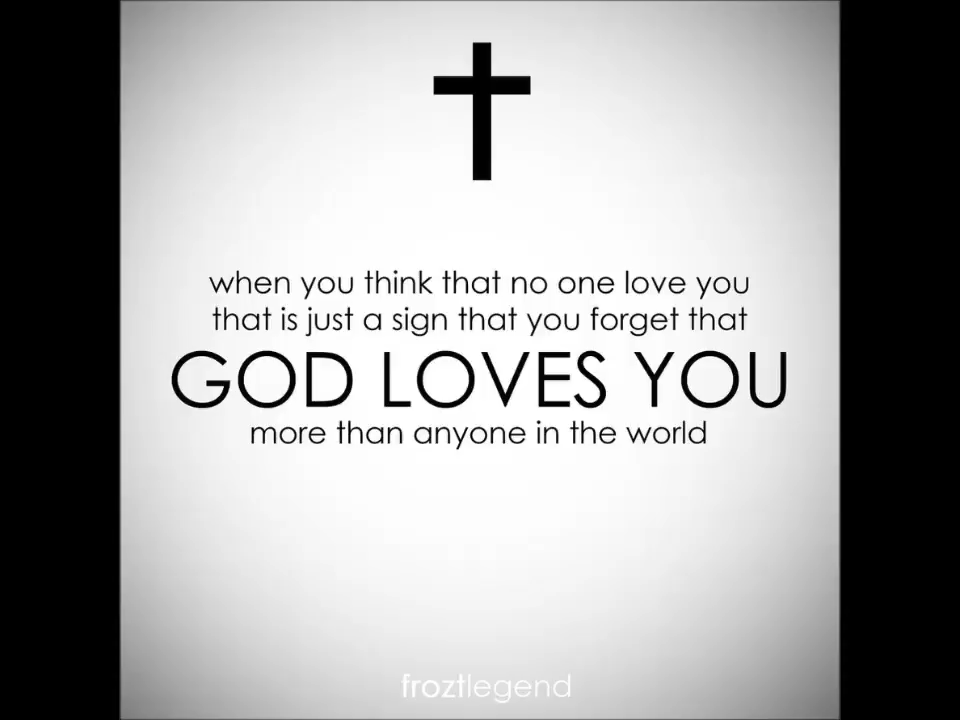 when you think that no one love you
that is just a sign that you forget that
GOD LOVES YOU
more than anyone in the world
froztlegend